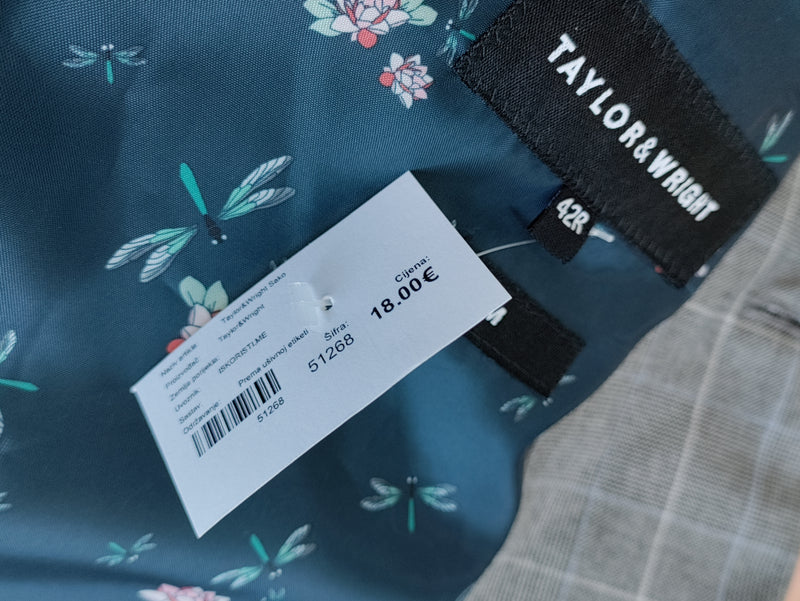 TAYLOR&WRIGHT
42R
M
Naziv artikla: Taylor&Wright Sako
Proizvođač: Taylor&Wright
Zemlja porijekla:
Uvoznik: ISKORISTI.ME
Sastav:
Održavanje: Prema ušivnoj etiketi
51268
Šifra:
51268
Cijena:
18.00€